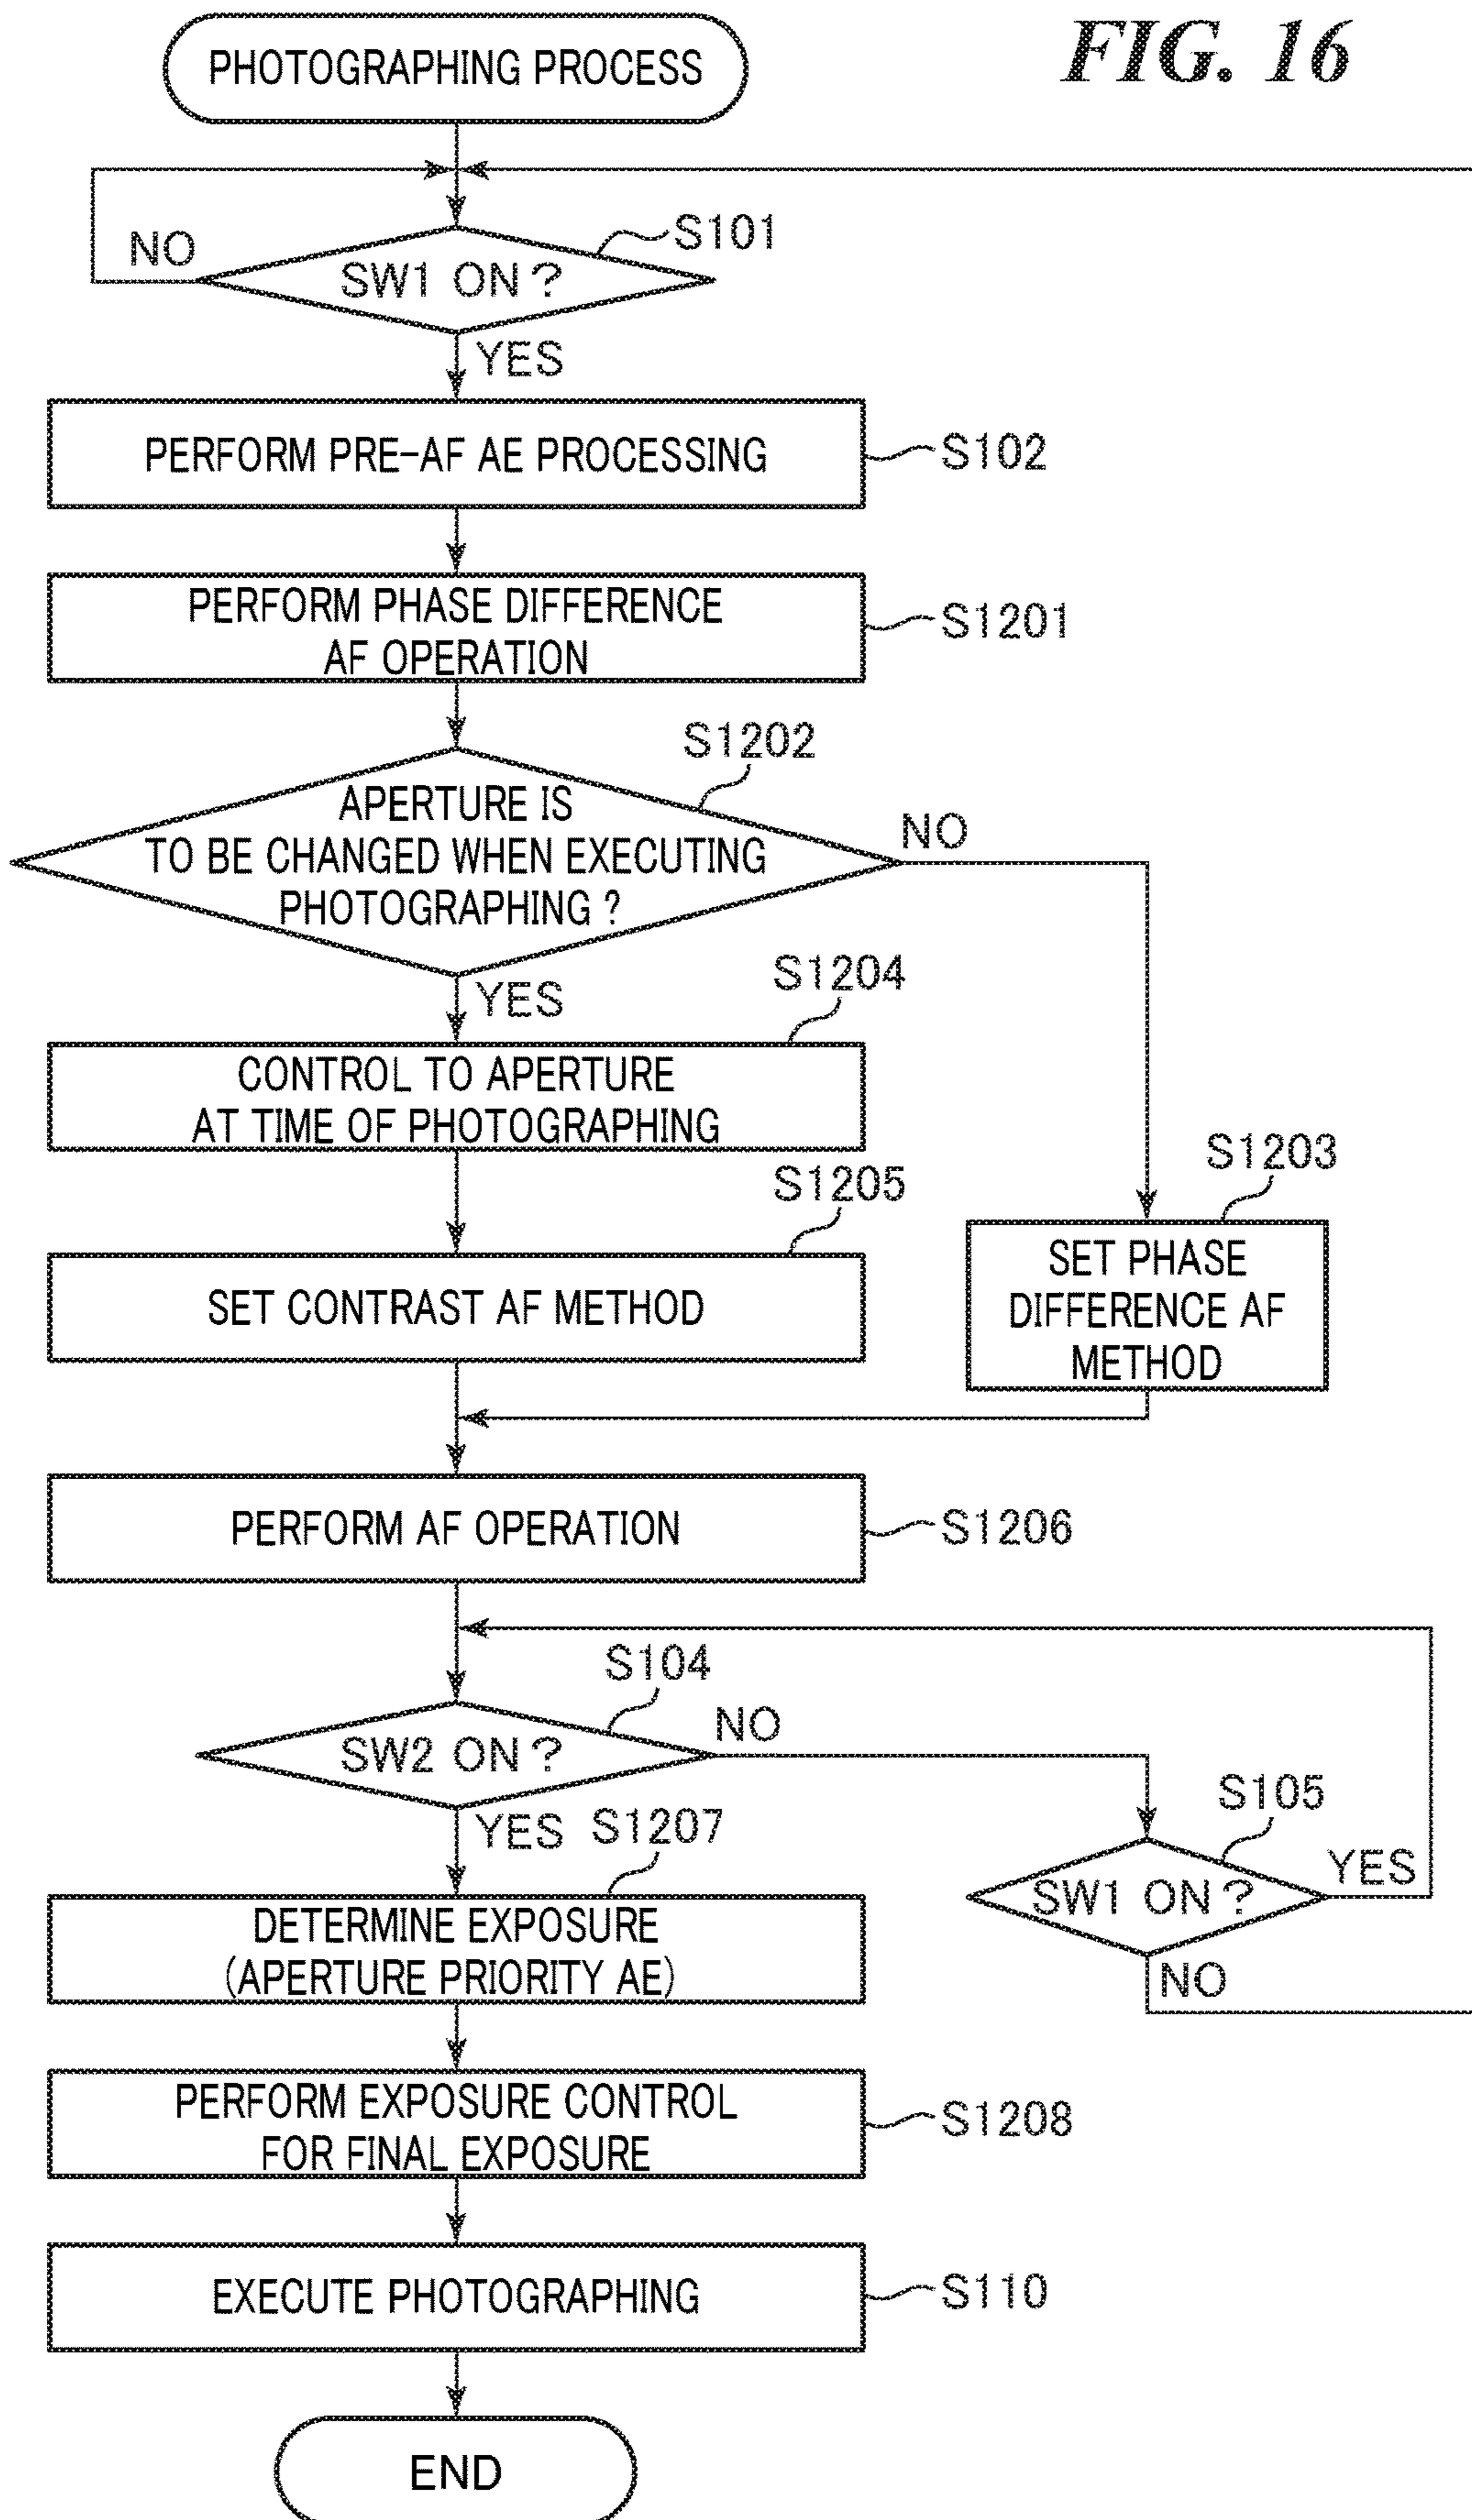 FIG. 16
PHOTOGRAPHING PROCESS
S101
NO
SW1 ON ?
YES
PERFORM PRE-AF AE PROCESSING
S102
PERFORM PHASE DIFFERENCE
AF OPERATION
S1201
S1202
APERTURE IS
TO BE CHANGED WHEN EXECUTING
PHOTOGRAPHING ?
NO
YES
S1204
CONTROL TO APERTURE
AT TIME OF PHOTOGRAPHING
S1203
S1205
SET PHASE
DIFFERENCE AF
METHOD
SET CONTRAST AF METHOD
PERFORM AF OPERATION
S1206
S104
SW2 ON ?
NO
S105
YES
S1207
SW1 ON ?
YES
NO
DETERMINE EXPOSURE
(APERTURE PRIORITY AE)
PERFORM EXPOSURE CONTROL
FOR FINAL EXPOSURE
S1208
EXECUTE PHOTOGRAPHING
S110
END